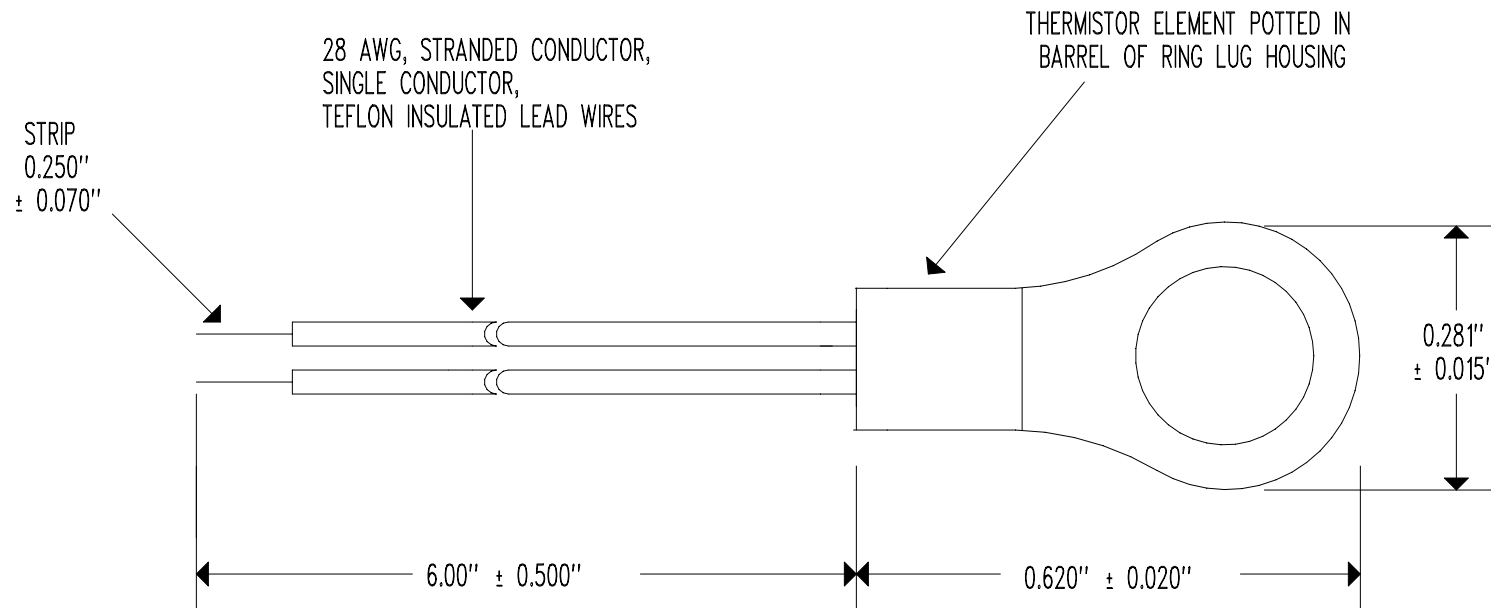 THERMISTOR ELEMENT POTTED IN
BARREL OF RING LUG HOUSING
28 AWG, STRANDED CONDUCTOR,
SINGLE CONDUCTOR,
TEFLON INSULATED LEAD WIRES
STRIP
0.250"
± 0.070"
0.281"
± 0.015"
6.00" ± 0.500"
0.620" ± 0.020"